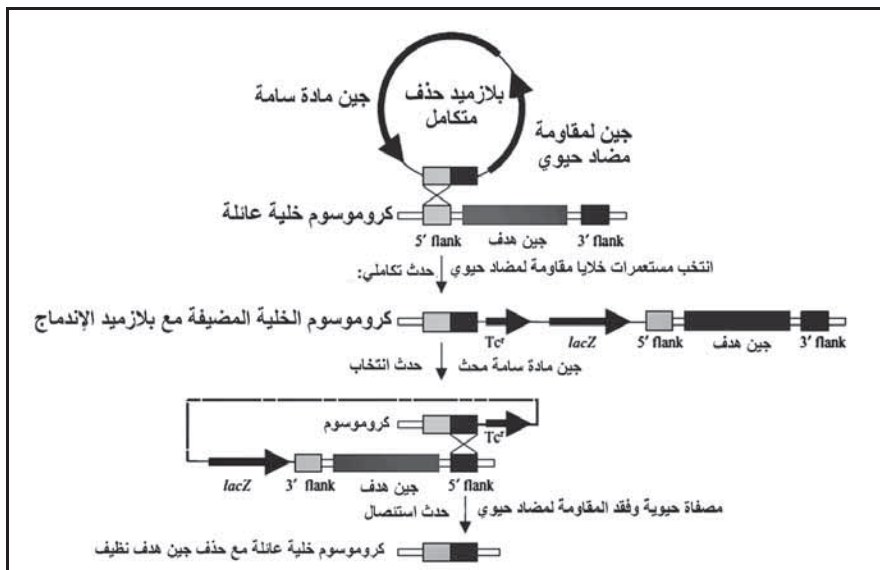 بلازميد حذف
متكامل
جين مادة سامة
جين لمقاومة
مضاد حيوي
كروموسوم خلية عائلة
5' flank
جين هدف
3' flank
حدث تكاملي:
انتخب مستعمرات خلايا مقاومة لمضاد حيوي
كروموسوم الخلية المضيفة مع بلازميد الإندماج
Tcʳ
lacZ
5' flank
جين هدف
3' flank
حدث انتخاب
جين مادة سامة محث
كروموسوم
Tcʳ
lacZ
3' flank
جين هدف
5' flank
حدث استئصال
مصفاة حيوية وفقد المقاومة لمضاد حيوي
كروموسوم خلية عائلة مع حذف جين هدف نظيف